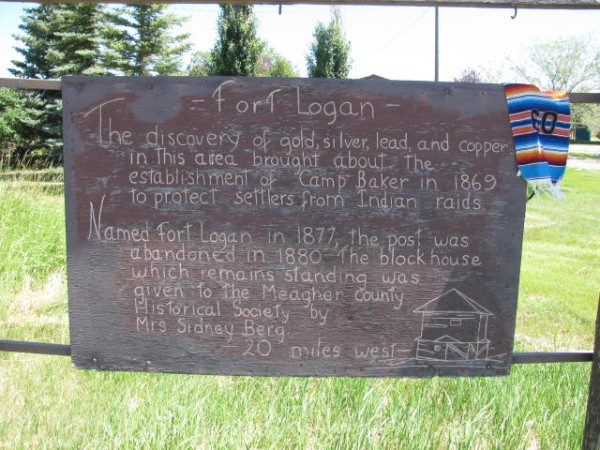 - Fort Logan -
The discovery of gold, silver, lead, and copper
in this area brought about the
establishment of Camp Baker in 1869
to protect settlers from Indian raids.
Named Fort Logan in 1877, the post was
abandoned in 1880 The blockhouse
which remains standing was
given to the Meagher County
Historical Society by
Mrs Sidney Berg.
20 miles west-